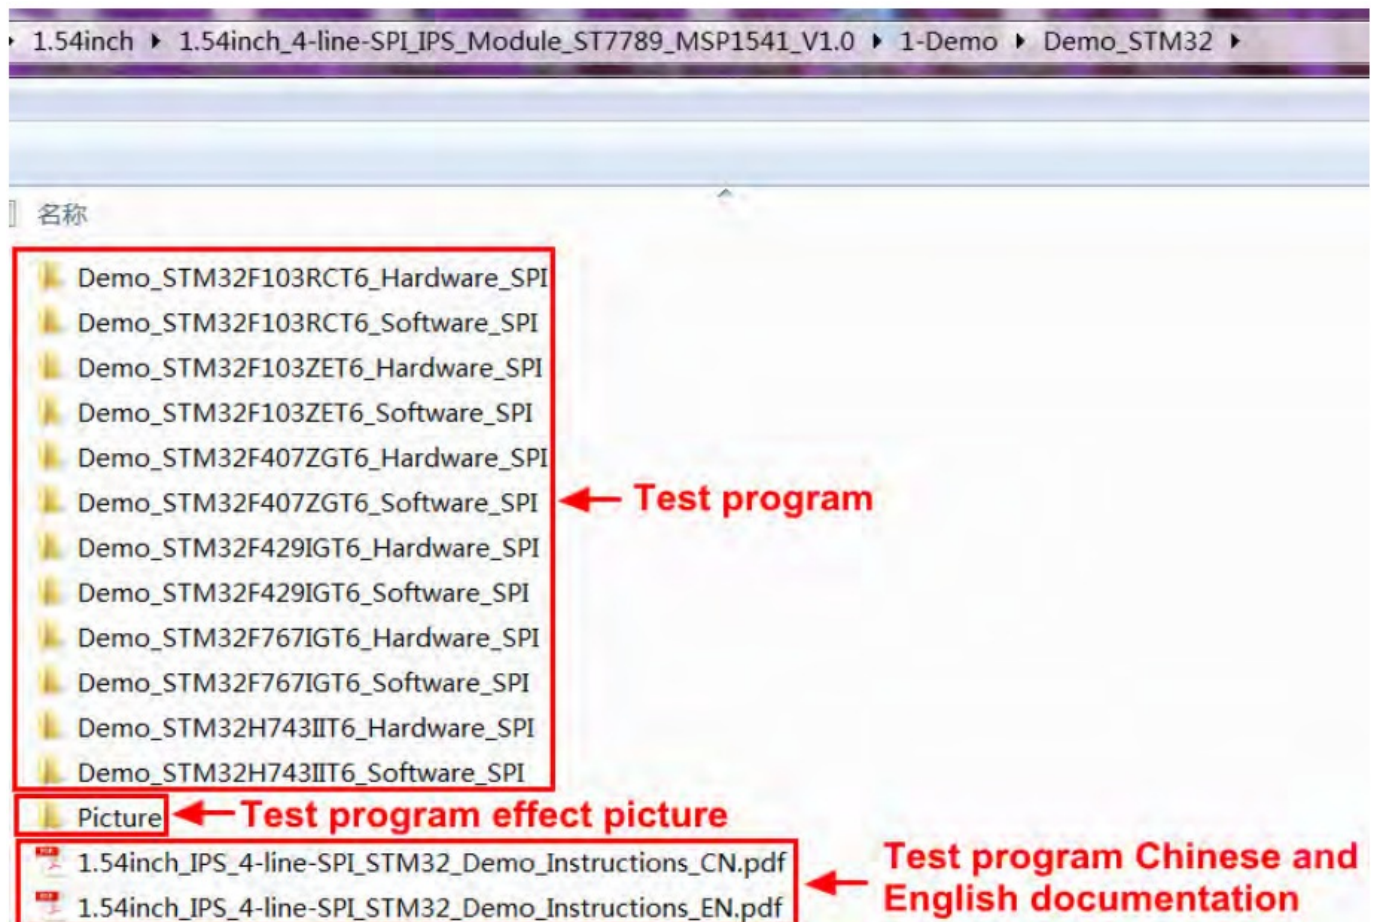 1.54inch ▸ 1.54inch_4-line-SPI_IPS_Module_ST7789_MSP1541_V1.0 ▸ 1-Demo ▸ Demo_STM32 ▸
名称
Demo_STM32F103RCT6_Hardware_SPI
Demo_STM32F103RCT6_Software_SPI
Demo_STM32F103ZET6_Hardware_SPI
Demo_STM32F103ZET6_Software_SPI
Demo_STM32F407ZGT6_Hardware_SPI
Demo_STM32F407ZGT6_Software_SPI
Test program
Demo_STM32F429IGT6_Hardware_SPI
Demo_STM32F429IGT6_Software_SPI
Demo_STM32F767IGT6_Hardware_SPI
Demo_STM32F767IGT6_Software_SPI
Demo_STM32H743IIT6_Hardware_SPI
Demo_STM32H743IIT6_Software_SPI
Picture
Test program effect picture
1.54inch_IPS_4-line-SPI_STM32_Demo_Instructions_CN.pdf
1.54inch_IPS_4-line-SPI_STM32_Demo_Instructions_EN.pdf
Test program Chinese and
English documentation